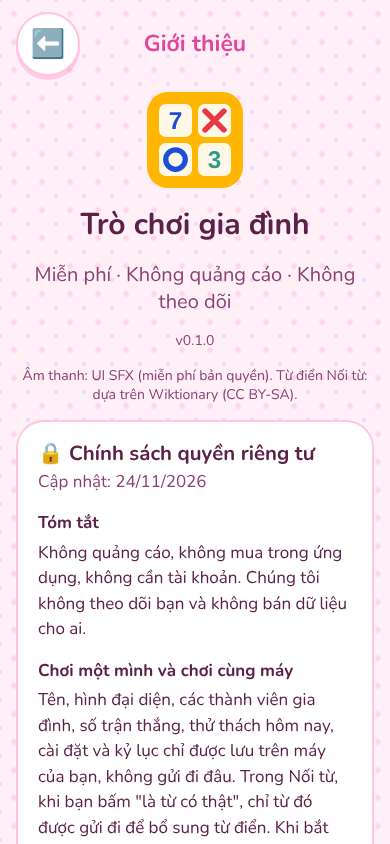 Giới thiệu
7
3
Trò chơi gia đình
Miễn phí · Không quảng cáo · Không
theo dõi
v0.1.0
Âm thanh: UI SFX (miễn phí bản quyền). Từ điển Nối từ:
dựa trên Wiktionary (CC BY-SA).
🔒 Chính sách quyền riêng tư
Cập nhật: 24/11/2026
Tóm tắt
Không quảng cáo, không mua trong ứng
dụng, không cần tài khoản. Chúng tôi
không theo dõi bạn và không bán dữ liệu
cho ai.
Chơi một mình và chơi cùng máy
Tên, hình đại diện, các thành viên gia
đình, số trận thắng, thử thách hôm nay,
cài đặt và kỷ lục chỉ được lưu trên máy
của bạn, không gửi đi đâu. Trong Nối từ,
khi bạn bấm "là từ có thật", chỉ từ đó
được gửi đi để bổ sung từ điển. Khi bắt